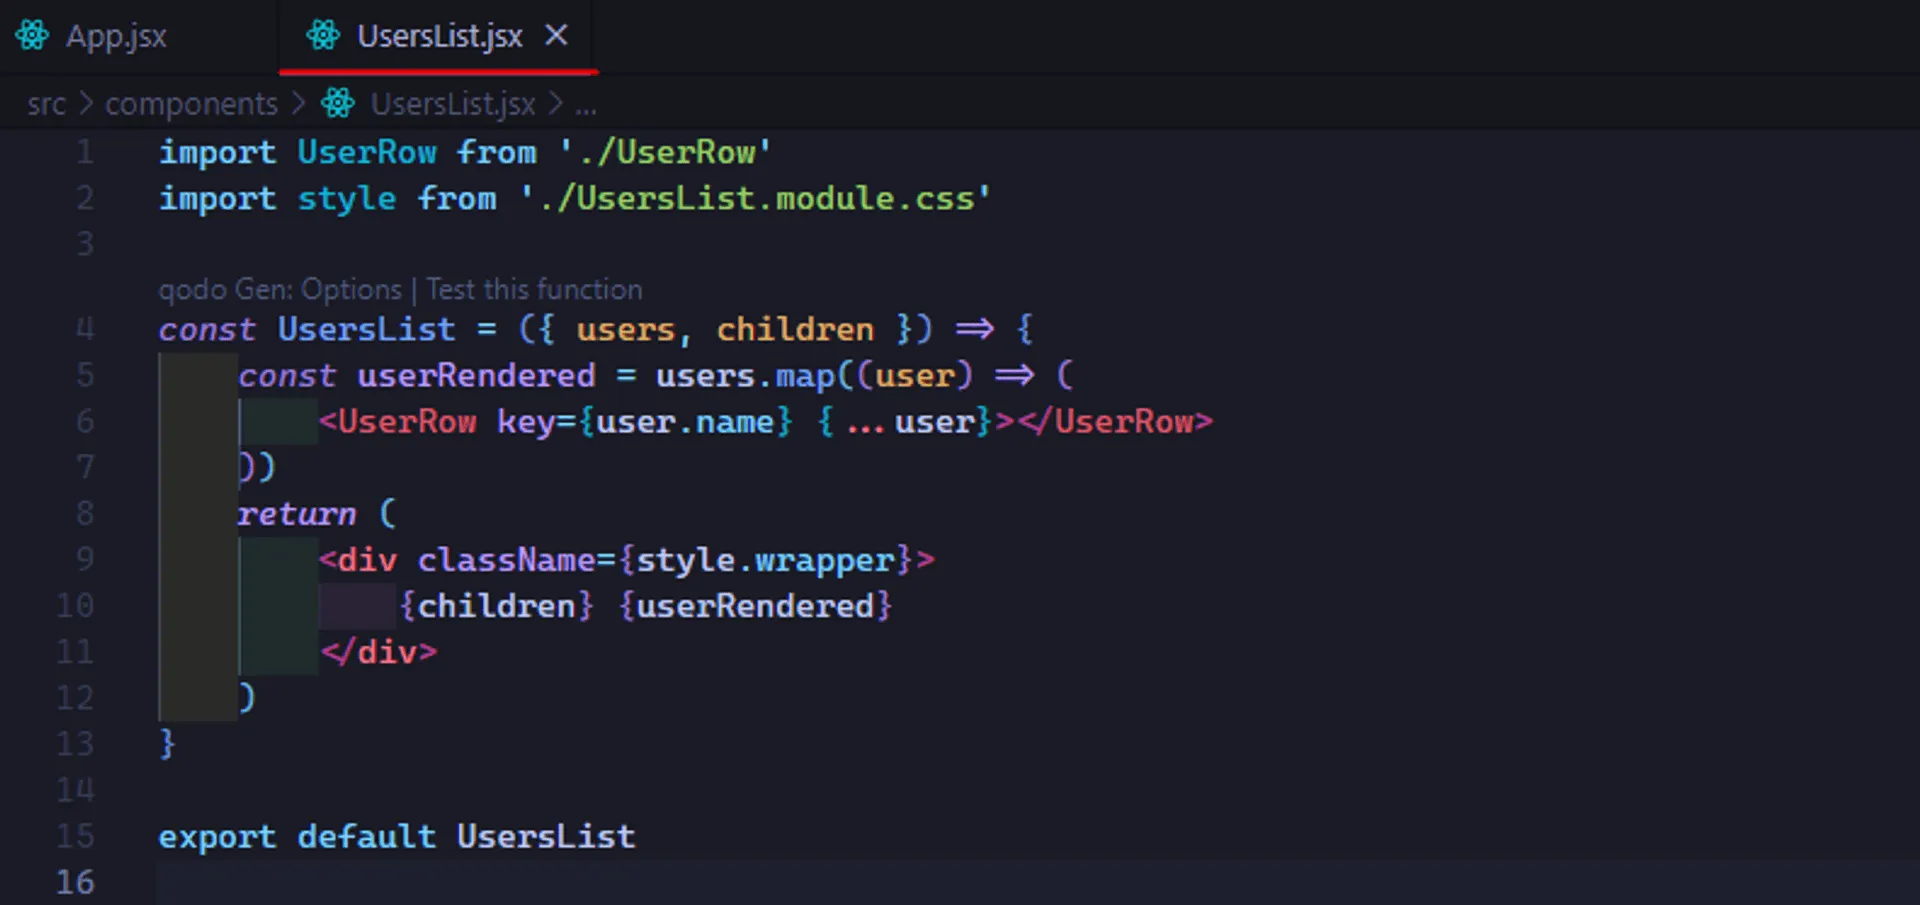 App.jsx UsersList.jsx
src > components > UsersList.jsx > ...
1 import UserRow from './UserRow'
2 import style from './UsersList.module.css'
3
qodo Gen: Options | Test this function
4 const UsersList = ({ users, children }) => {
5 const userRendered = users.map((user) => (
6 <UserRow key={user.name} {...user}></UserRow>
7 ))
8 return (
9 <div className={style.wrapper}>
10 {children} {userRendered}
11 </div>
12 )
13 }
14
15 export default UsersList
16